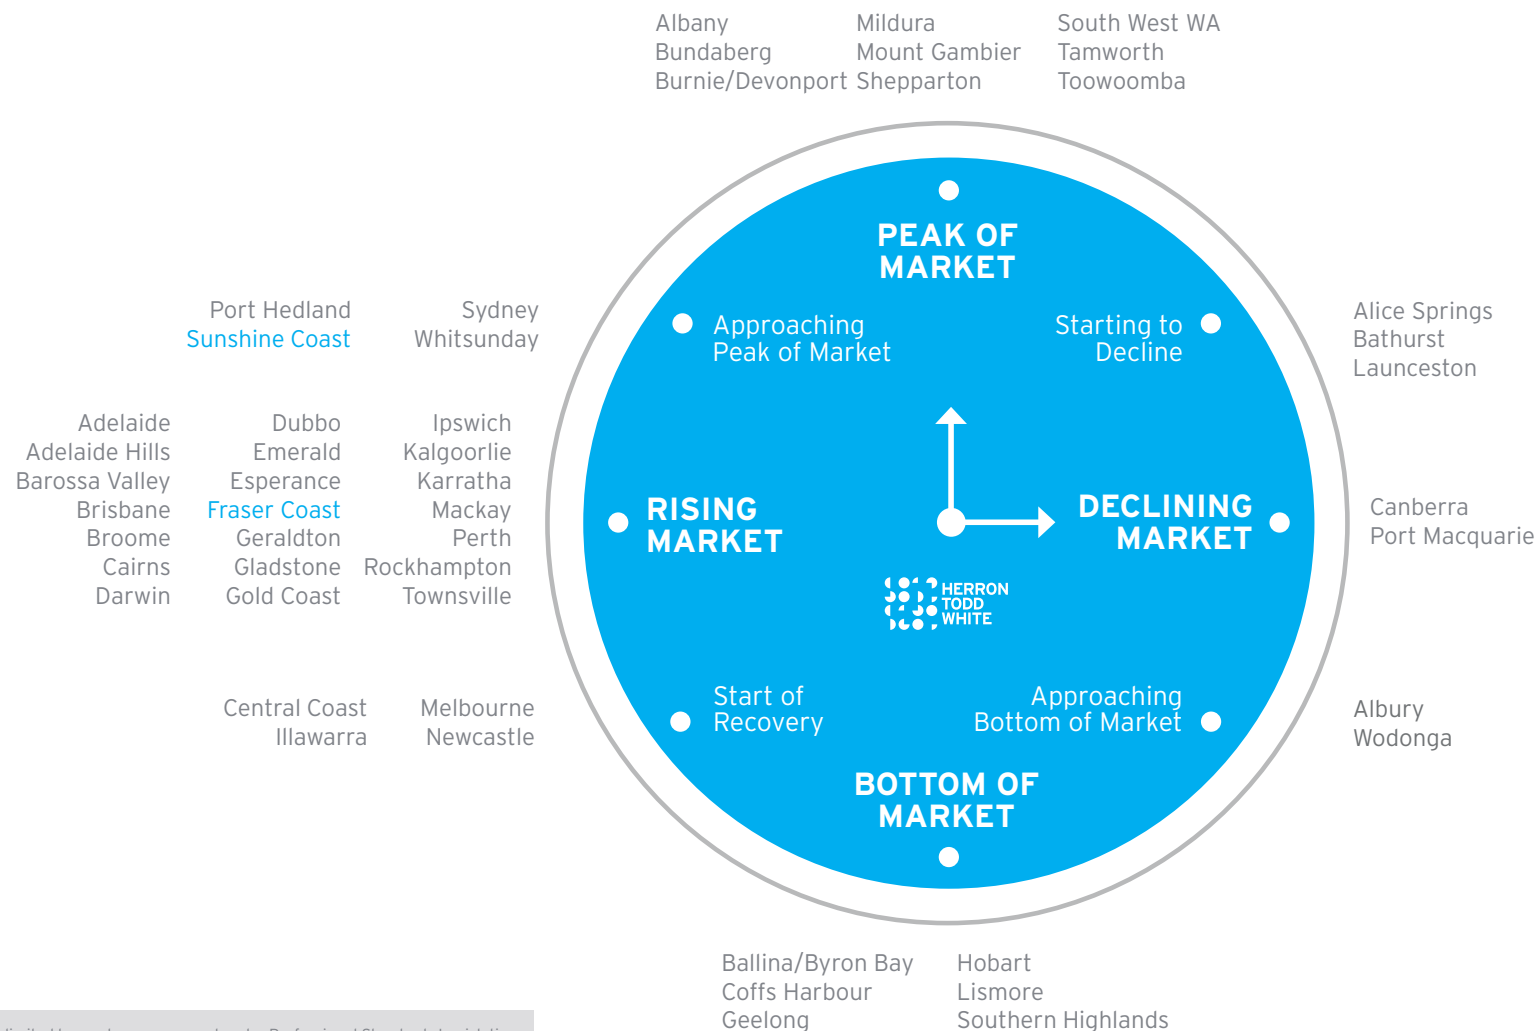 Albany Mildura South West WA
Bundaberg Mount Gambier Tamworth
Burnie/Devonport Shepparton Toowoomba
PEAK OF
MARKET
Port Hedland Sydney
Sunshine Coast Whitsunday
Approaching
Peak of Market
Starting to
Decline
Alice Springs
Bathurst
Launceston
Adelaide Dubbo Ipswich
Adelaide Hills Emerald Kalgoorlie
Barossa Valley Esperance Karratha
Brisbane Fraser Coast Mackay
Broome Geraldton Perth
Cairns Gladstone Rockhampton
Darwin Gold Coast Townsville
RISING
MARKET
DECLINING
MARKET
Canberra
Port Macquarie
HERRON
TODD
WHITE
Central Coast Melbourne
Illawarra Newcastle
Start of
Recovery
Approaching
Bottom of Market
Albury
Wodonga
BOTTOM OF
MARKET
Ballina/Byron Bay Hobart
Coffs Harbour Lismore
Geelong Southern Highlands